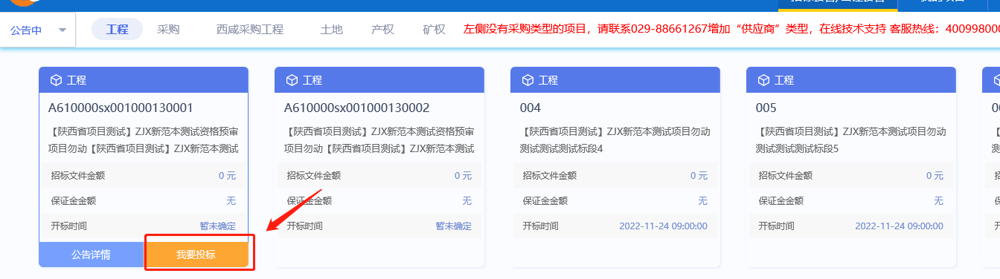 公告中
工程
采购
西咸采购工程
土地
产权
矿权
左侧没有采购类型的项目，请联系029-88661267增加“供应商”类型，在线技术支持 客服热线：400998000
工程
A610000sx001000130001
【陕西省项目测试】ZJX新范本测试资格预审
项目勿动【陕西省项目测试】ZJX新范本测试
招标文件金额 0 元
保证金金额 无
开标时间 暂未确定
公告详情 我要投标
工程
A610000sx001000130002
【陕西省项目测试】ZJX新范本测试资格预审
项目勿动【陕西省项目测试】ZJX新范本测试
招标文件金额 0 元
保证金金额 无
开标时间 暂未确定
工程
004
【陕西省项目测试】ZJX新范本测试项目勿动
测试测试测试标段4
招标文件金额 0 元
保证金金额 无
开标时间 2022-11-24 09:00:00
工程
005
【陕西省项目测试】ZJX新范本测试项目勿动
测试测试测试标段5
招标文件金额 0 元
保证金金额 无
开标时间 2022-11-24 09:00:00